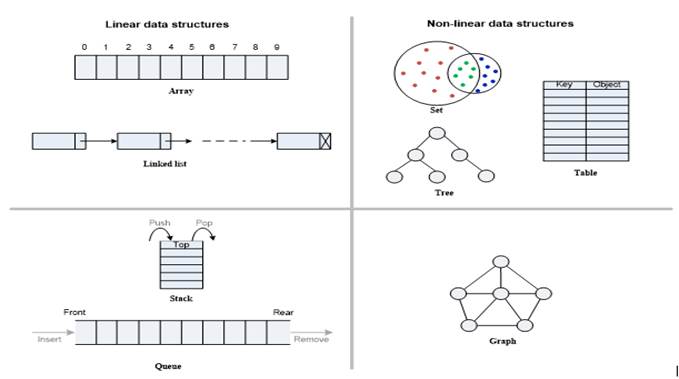 Linear data structures
0 1 2 3 4 5 6 7 8 9
Array
Linked list
Non-linear data structures
Set
Key Object
Table
Tree
Push Pop
Top
Stack
Front Rear
Insert Remove
Queue
Graph